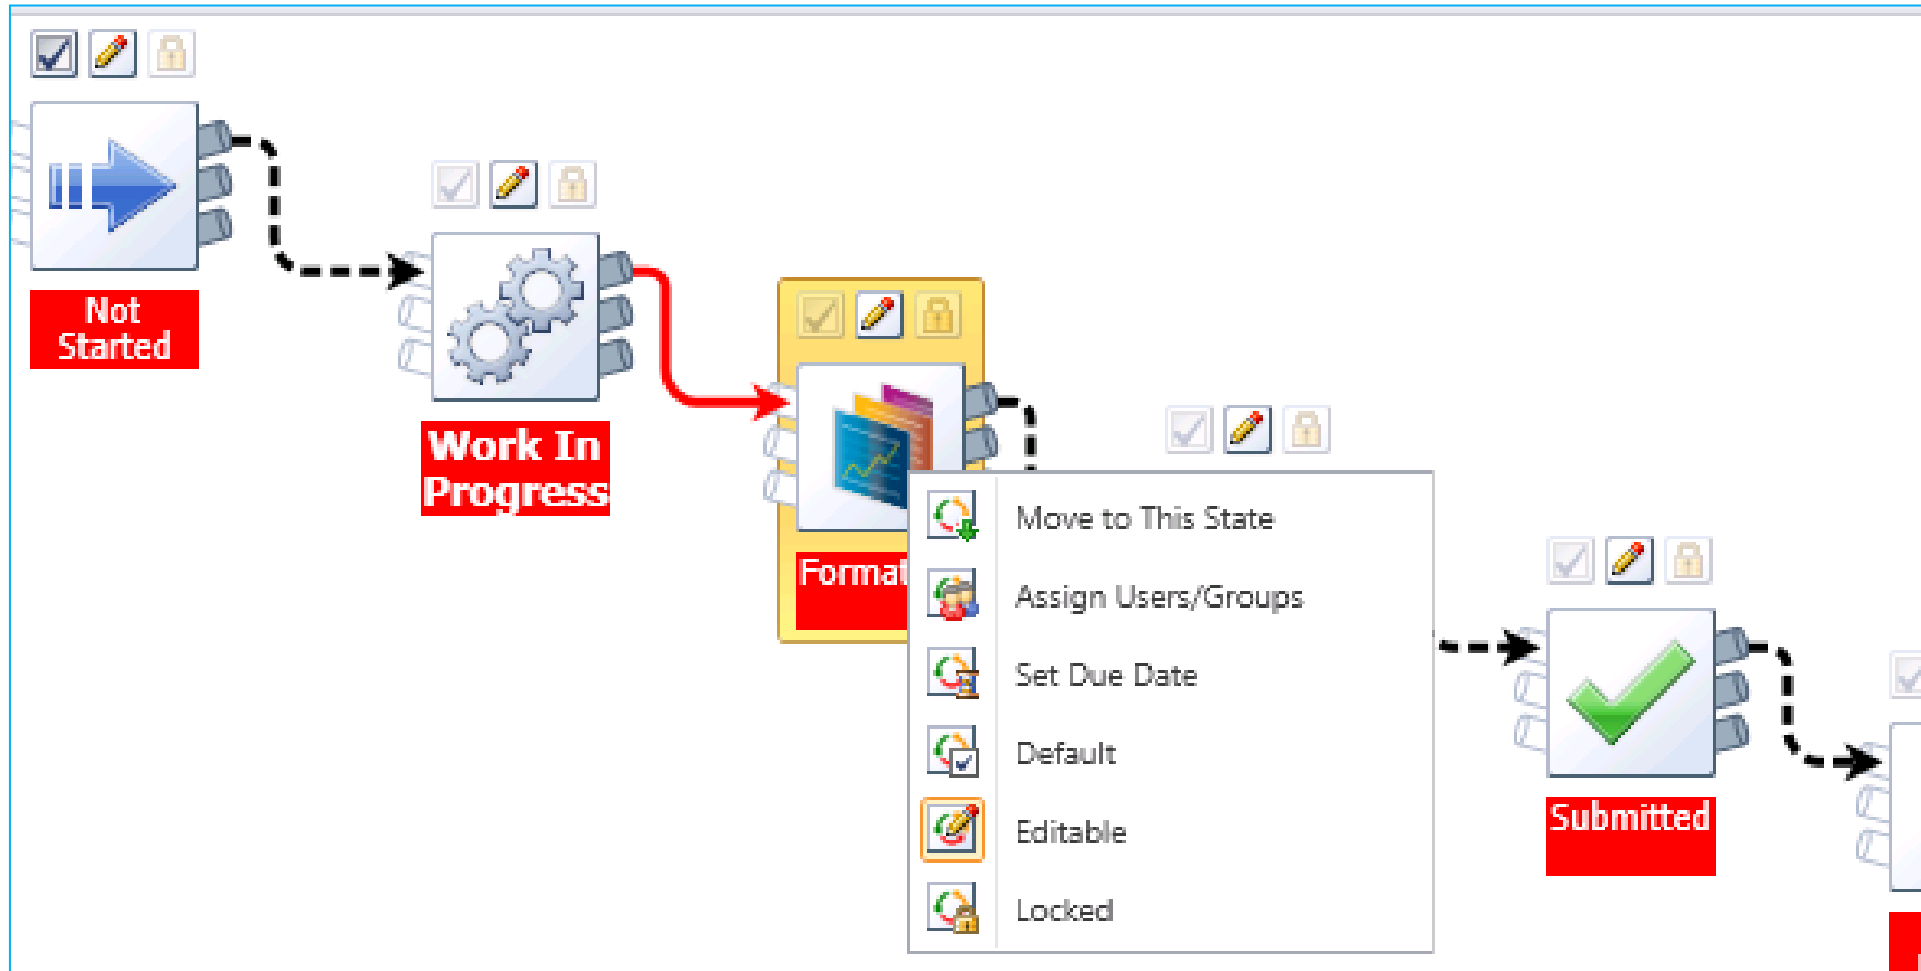 Not
Started
Work In
Progress
Format
Move to This State
Assign Users/Groups
Set Due Date
Default
Editable
Locked
Submitted